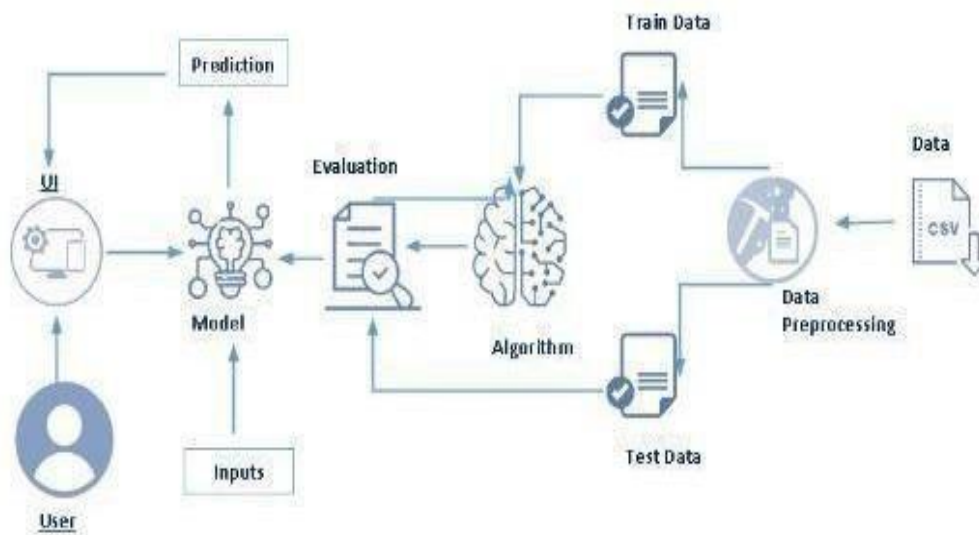 Train Data
Prediction
Evaluation
Data
UI
CSV
Model
Data
Preprocessing
Algorithm
Inputs
Test Data
User